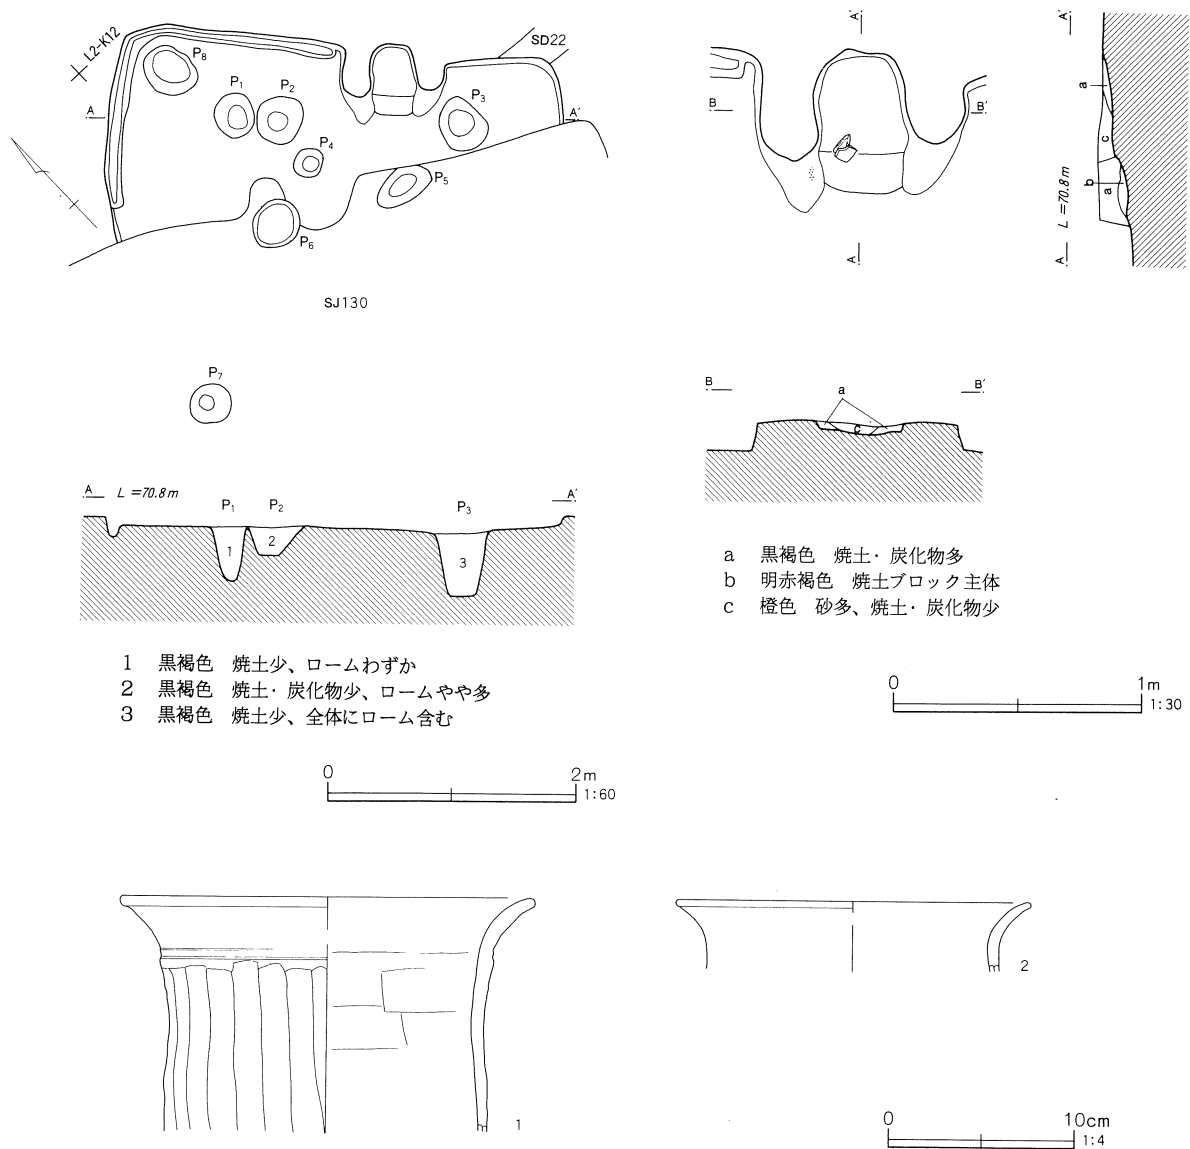 L2-K12
P8
P1
P2
P3
P4
P5
P6
SD22
A
A′
SJ130
P7
A L=70.8m A′
P1
P2
P3
1
2
3
1 黒褐色 焼土少、ロームわずか
2 黒褐色 焼土・炭化物少、ロームやや多
3 黒褐色 焼土少、全体にローム含む
0 2m
1:60
A′
B
B′
A
A′
a
c
b
a
L=70.8m
A
B
B′
a
c
a 黒褐色 焼土・炭化物多
b 明赤褐色 焼土ブロック主体
c 橙色 砂多、焼土・炭化物少
0 1m
1:30
1
2
0 10cm
1:4